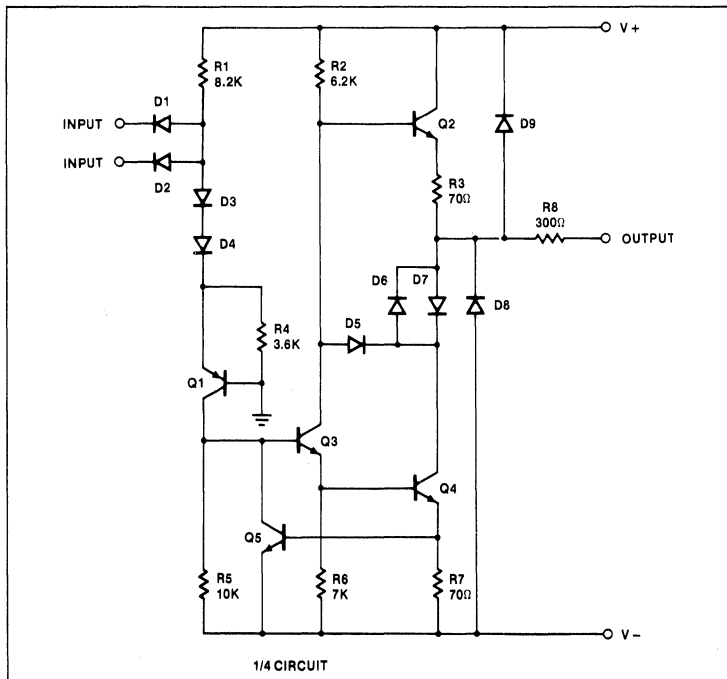 V+
R1
8.2K
R2
6.2K
D1
INPUT
Q2
D9
INPUT
D2
R3
70Ω
R8
300Ω
D3
OUTPUT
D4
D6
D7
D8
R4
3.6K
D5
Q1
Q3
Q4
Q5
R5
10K
R6
7K
R7
70Ω
V−
1/4 CIRCUIT